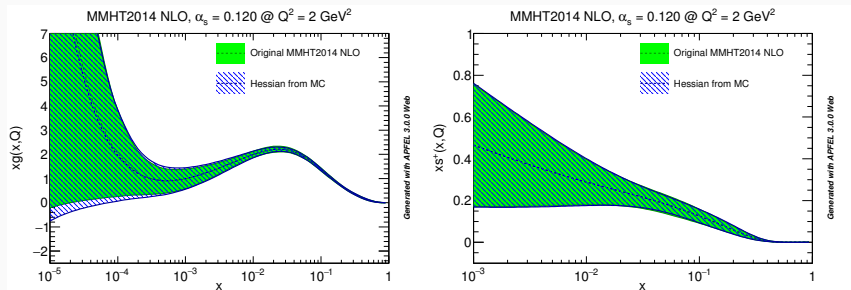 MMHT2014 NLO, αₛ = 0.120 @ Q² = 2 GeV²
7
6
5
4
3
2
1
0
−1
−2
xg(x,Q)
Original MMHT2014 NLO
Hessian from MC
Generated with APFEL 3.0.0 Web
10⁻⁵
10⁻⁴
10⁻³
10⁻²
10⁻¹
1
x
MMHT2014 NLO, αₛ = 0.120 @ Q² = 2 GeV²
1
0.8
0.6
0.4
0.2
0
xs⁺(x,Q)
Original MMHT2014 NLO
Hessian from MC
Generated with APFEL 3.0.0 Web
10⁻³
10⁻²
10⁻¹
1
x